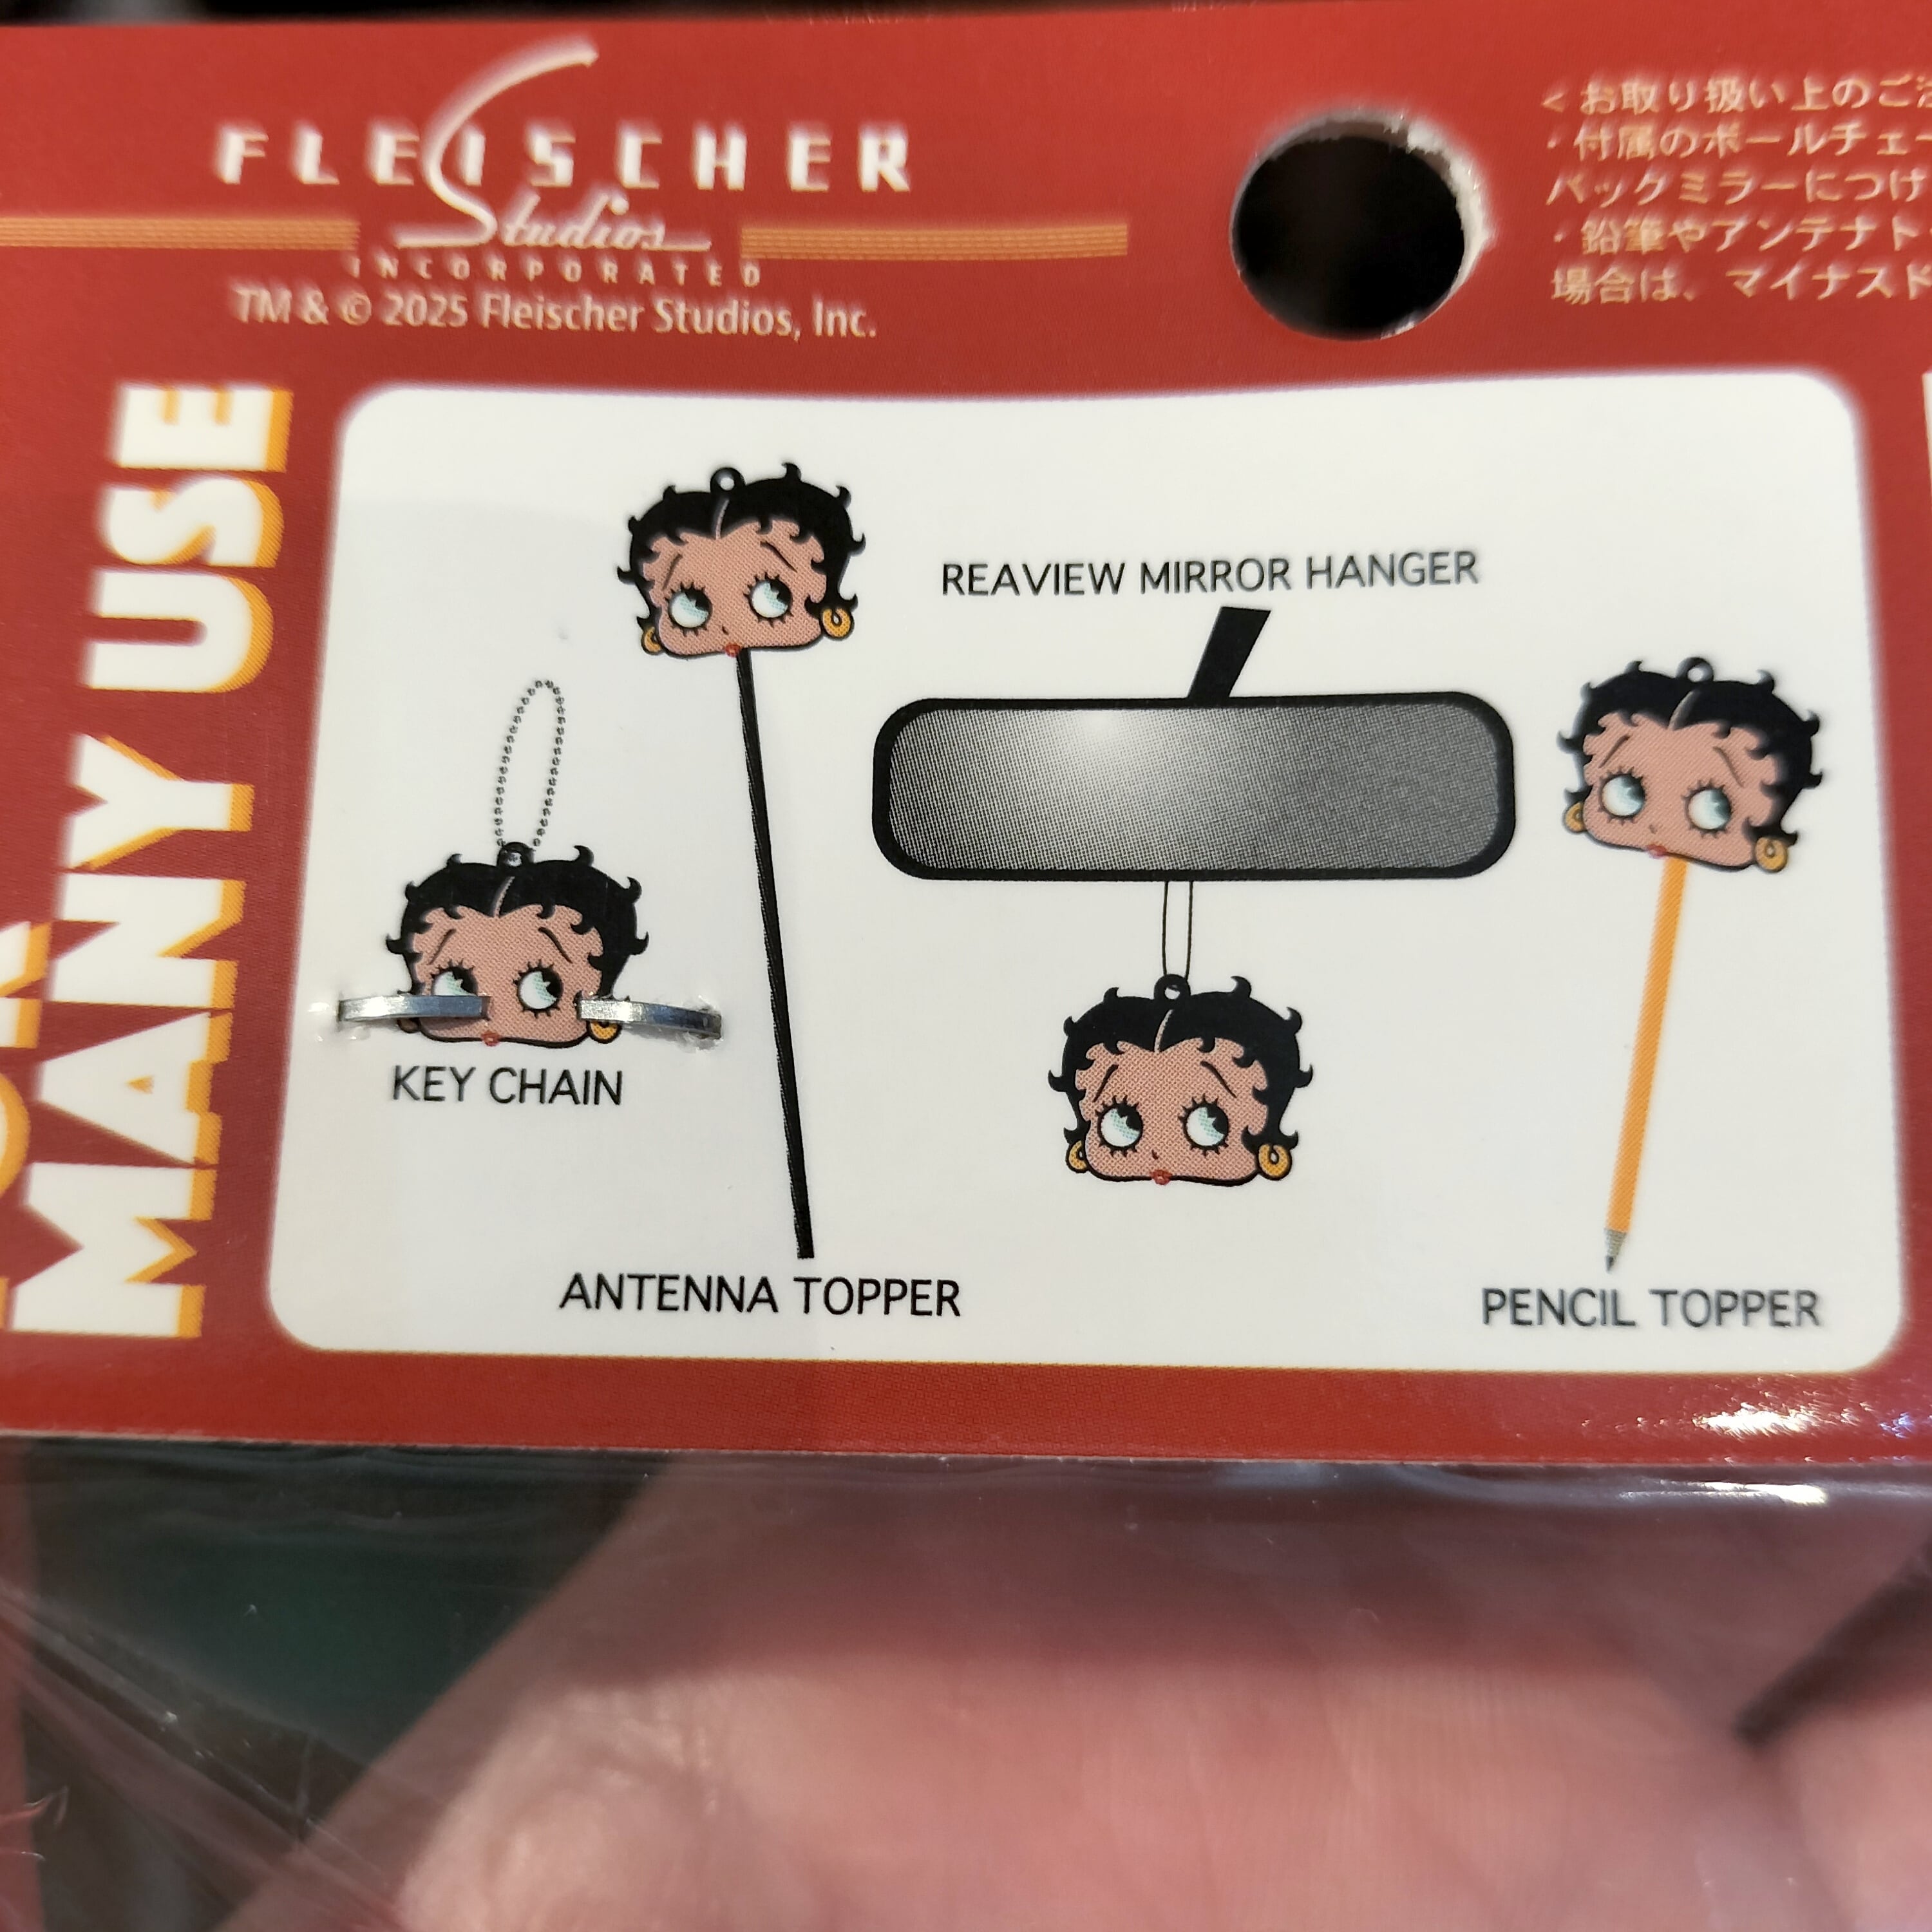 FLEISCHER
Studios
INCORPORATED
TM & © 2025 Fleischer Studios, Inc.
<お取り扱い上のご
・付属のボールチェー
バックミラーにつけ
・鉛筆やアンテナト
場合は、マイナスド
MANY USE
REAVIEW MIRROR HANGER
KEY CHAIN
ANTENNA TOPPER
PENCIL TOPPER